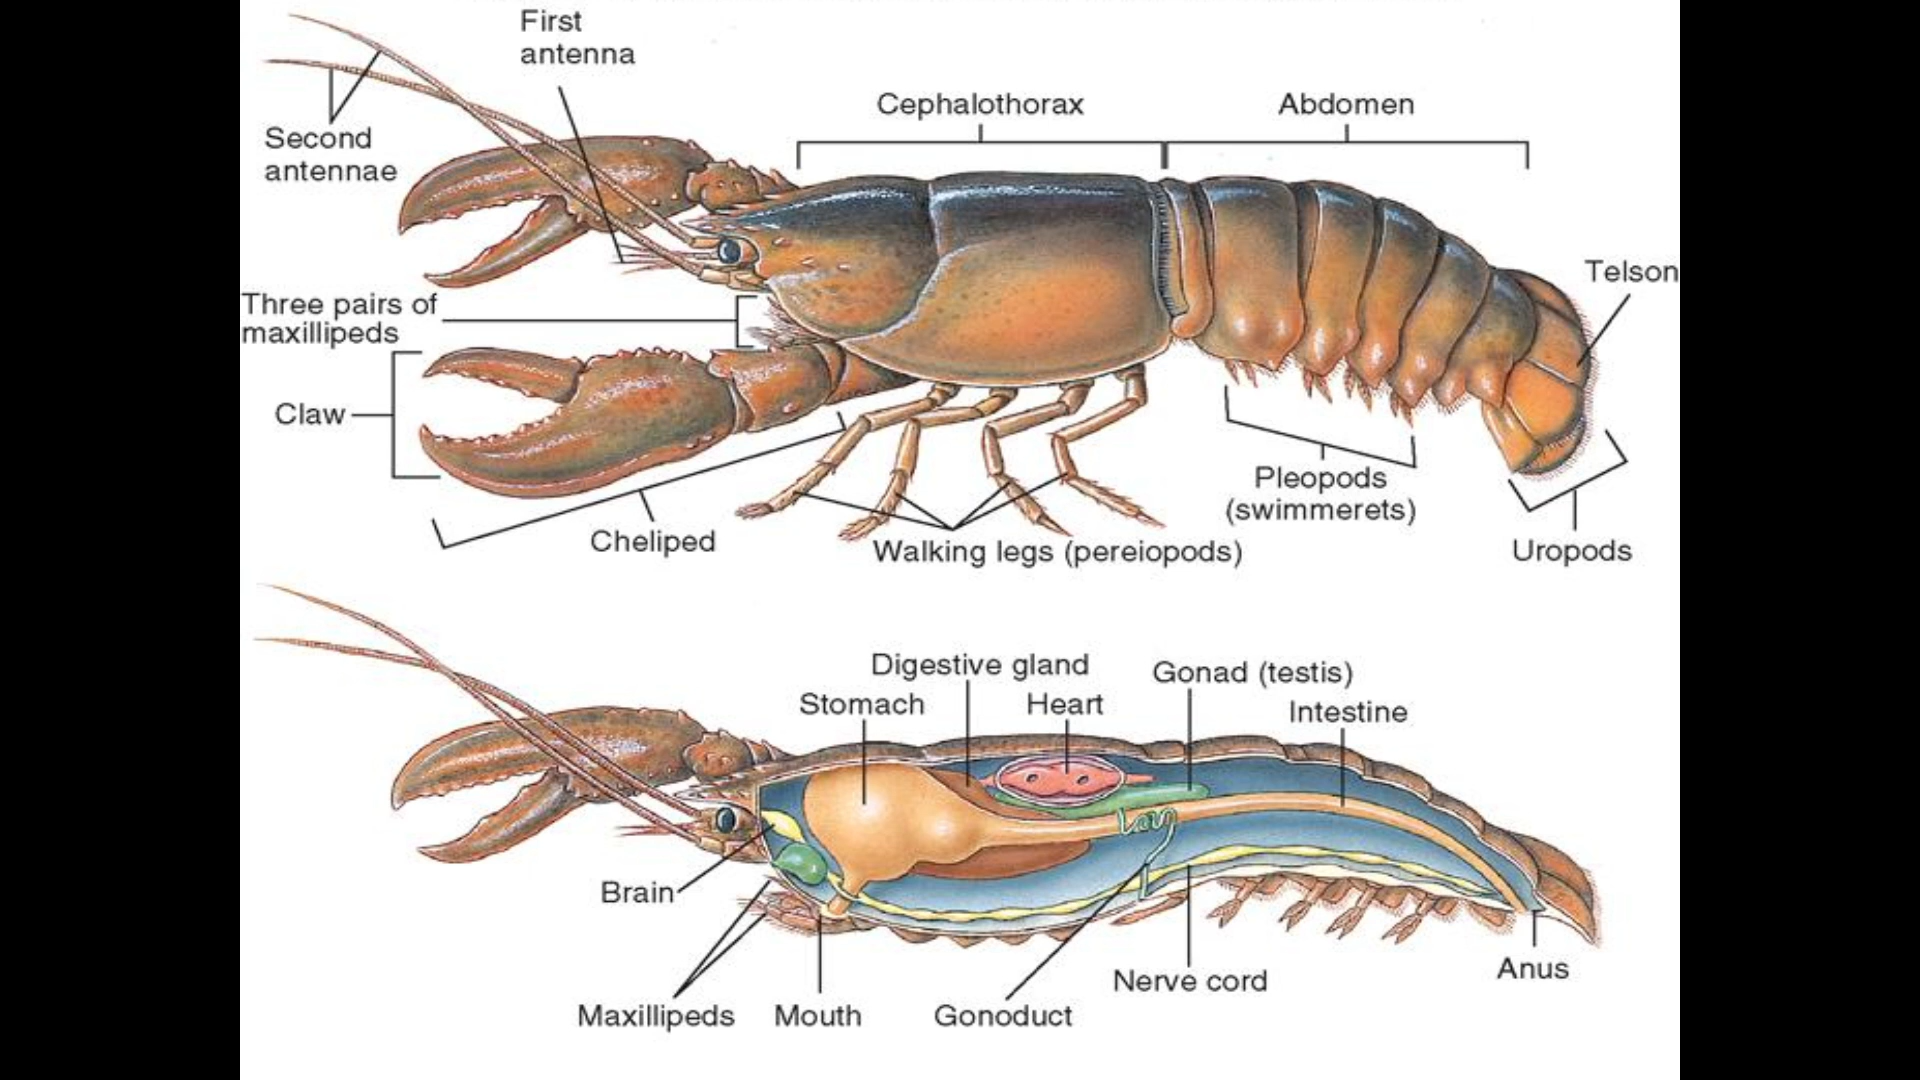 First
antenna
Cephalothorax
Abdomen
Second
antennae
Telson
Three pairs of
maxillipeds
Claw
Pleopods
(swimmerets)
Cheliped
Walking legs (pereiopods)
Uropods
Digestive gland
Gonad (testis)
Stomach
Heart
Intestine
Brain
Anus
Nerve cord
Maxillipeds
Mouth
Gonoduct